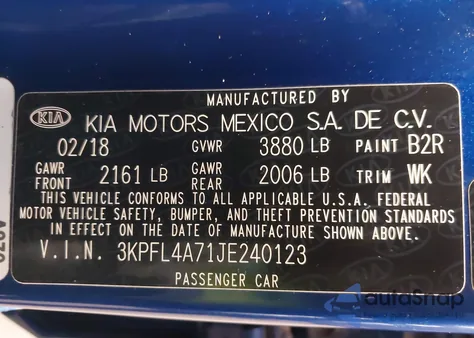 MANUFACTURED BY
KIA KIA MOTORS MEXICO S.A. DE C.V.
02/18 GVWR 3880 LB PAINT B2R
GAWR FRONT 2161 LB GAWR REAR 2006 LB TRIM WK
THIS VEHICLE CONFORMS TO ALL APPLICABLE U.S.A. FEDERAL
MOTOR VEHICLE SAFETY, BUMPER, AND THEFT PREVENTION STANDARDS
IN EFFECT ON THE DATE OF MANUFACTURE SHOWN ABOVE.
V.I.N. 3KPFL4A71JE240123
PASSENGER CAR
autoSnap